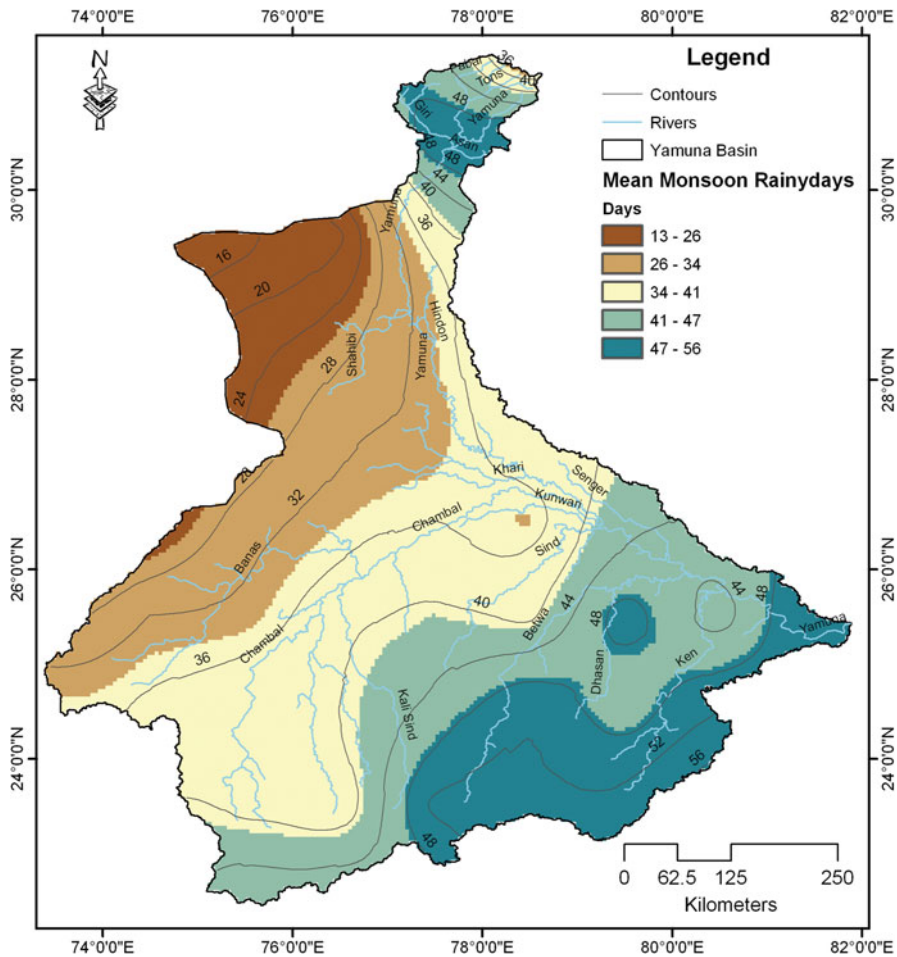 74°0'0"E 76°0'0"E 78°0'0"E 80°0'0"E 82°0'0"E
N
Legend
Contours
Rivers
Yamuna Basin
Mean Monsoon Rainydays
Days
13 - 26
26 - 34
34 - 41
41 - 47
47 - 56
30°0'0"N
28°0'0"N
26°0'0"N
24°0'0"N
30°0'0"N
28°0'0"N
26°0'0"N
24°0'0"N
Pabar
36
Tons
40
48
Yamuna
Giri
Asan
48
48
44
40
Yamuna
36
16
20
Hindon
28
Shahibi
Yamuna
24
28
32
Khari
Senger
Kunwari
Chambal
Sind
Banas
40
44
44
48
48
Betwa
Yamuna
36
Chambal
Dhasan
Ken
Kali Sind
52
56
48
0 62.5 125 250
Kilometers
74°0'0"E 76°0'0"E 78°0'0"E 80°0'0"E 82°0'0"E